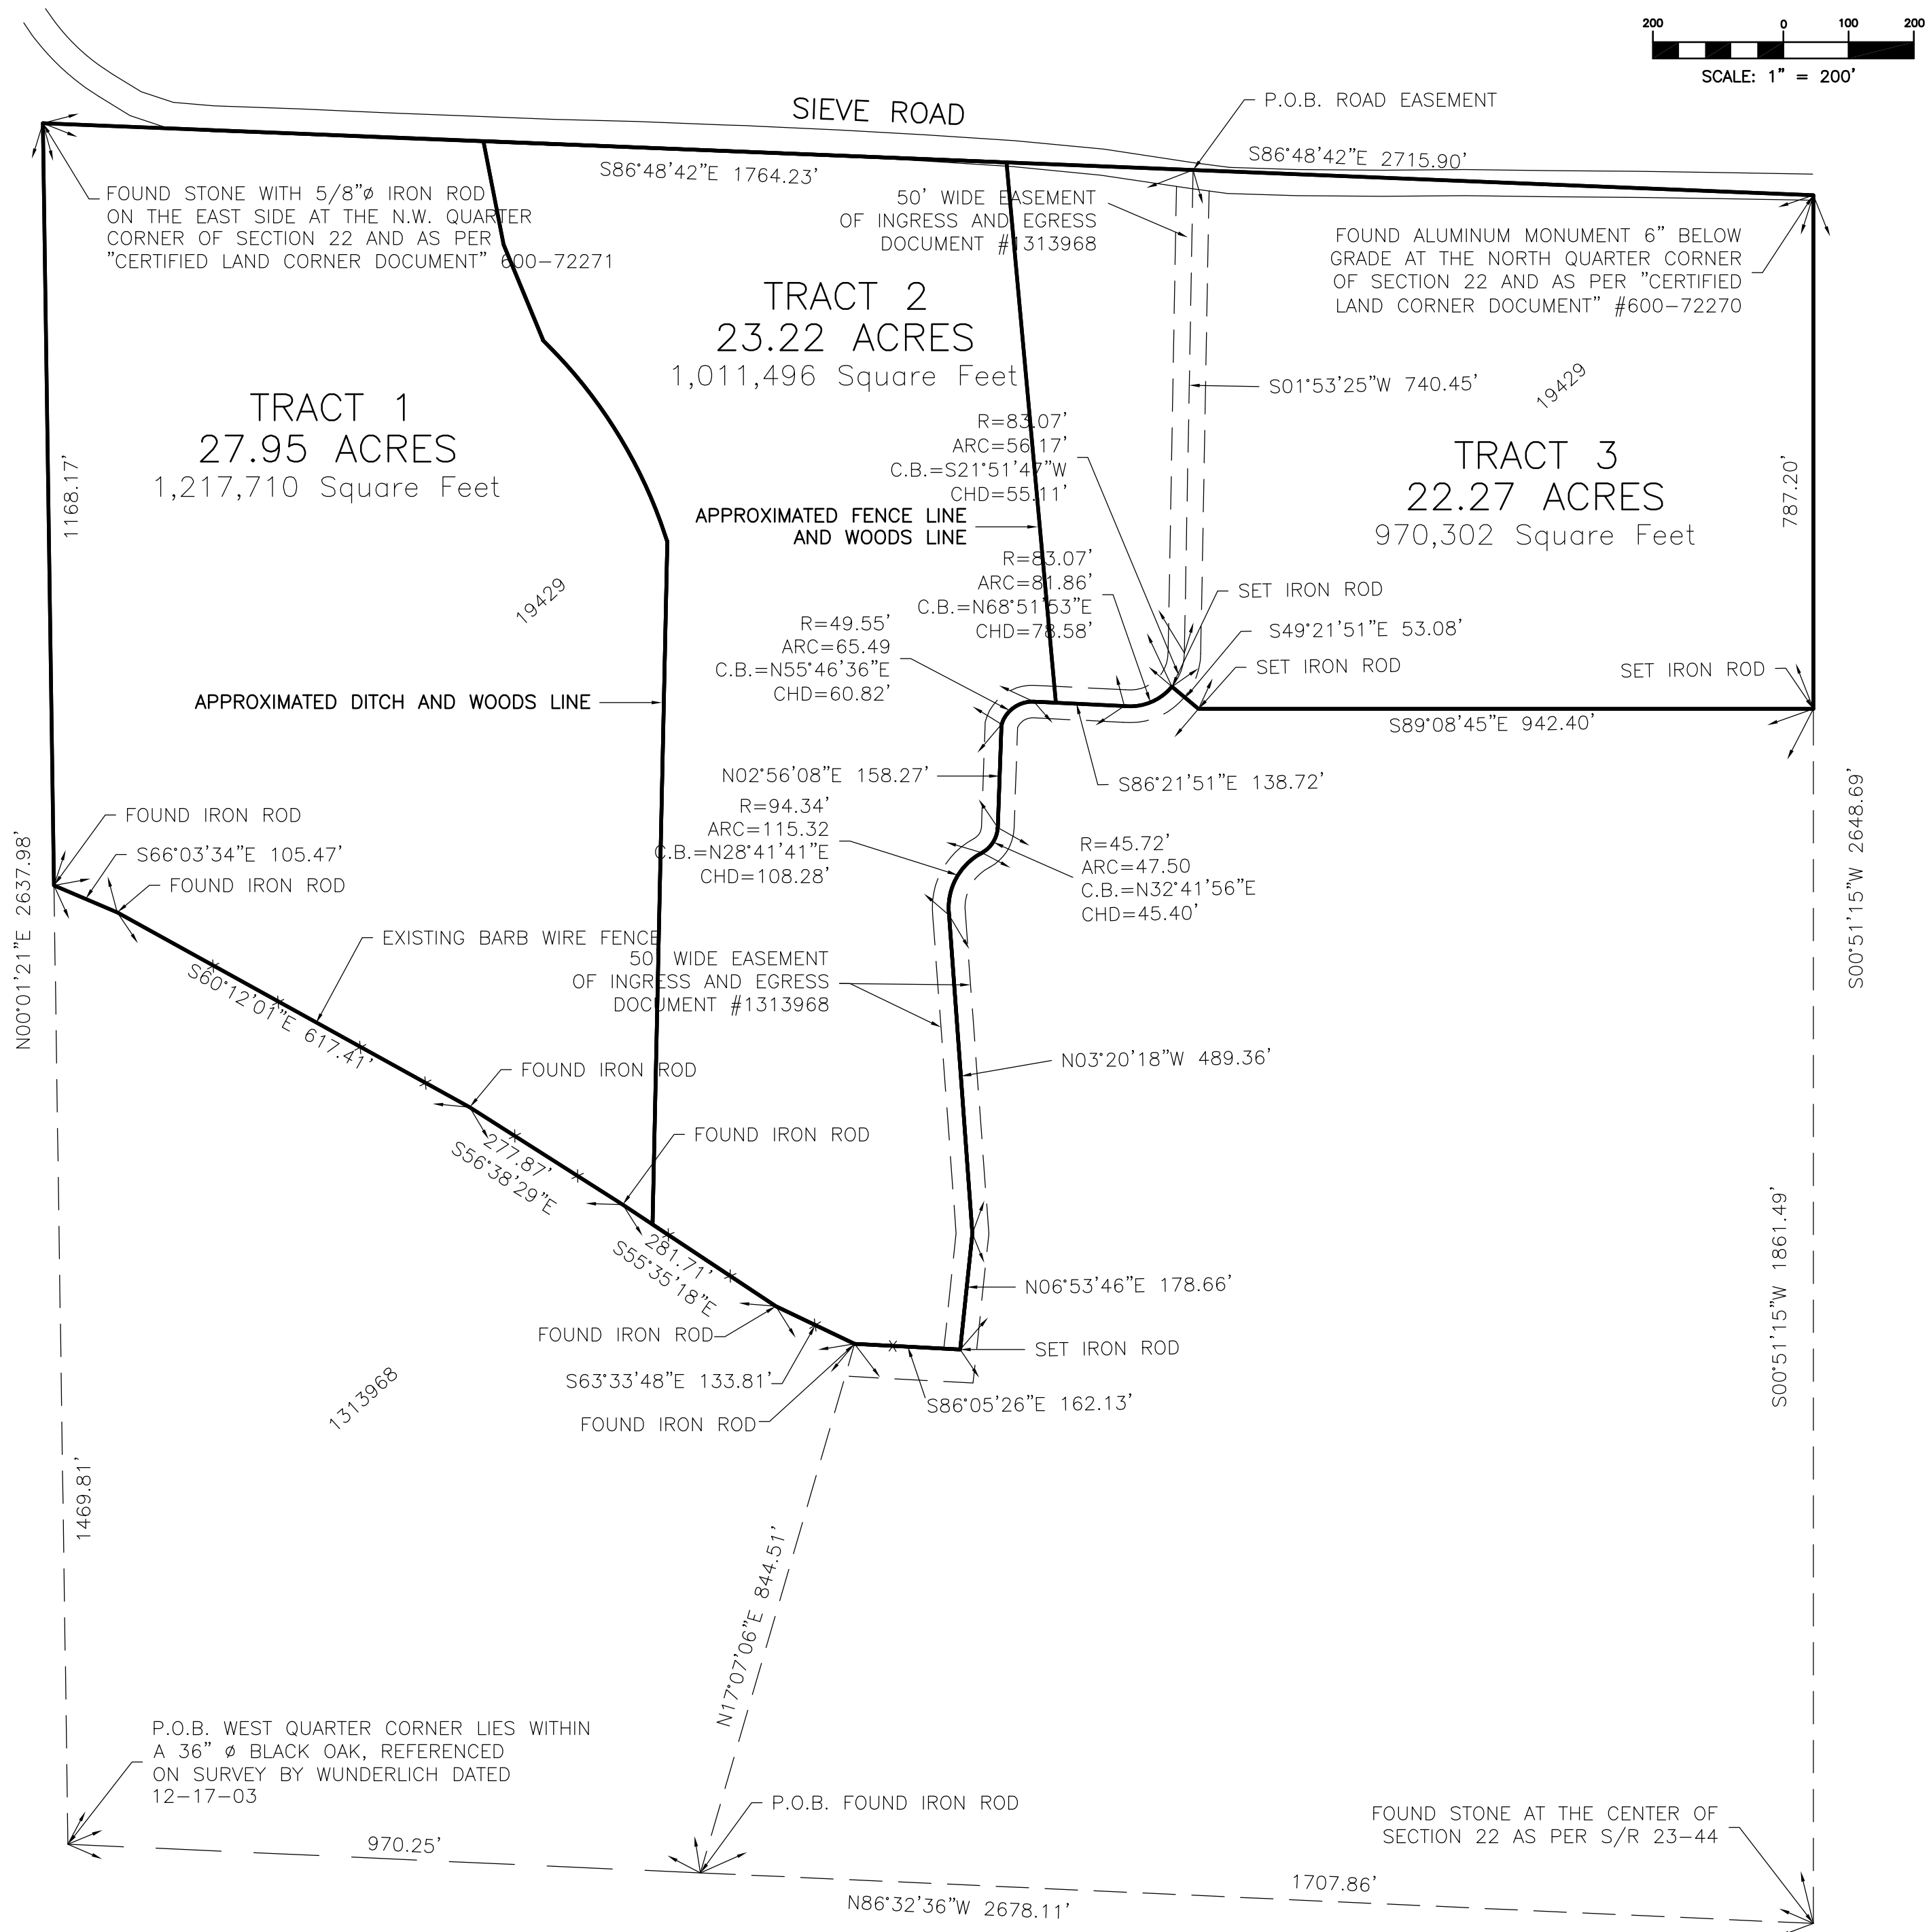 200 0 100 200
SCALE: 1” = 200’
SIEVE ROAD
P.O.B. ROAD EASEMENT
S86°48’42”E 2715.90’
S86°48’42”E 1764.23’
FOUND STONE WITH 5/8”ø IRON ROD
ON THE EAST SIDE AT THE N.W. QUARTER
CORNER OF SECTION 22 AND AS PER
”CERTIFIED LAND CORNER DOCUMENT” 600-72271
50’ WIDE EASEMENT
OF INGRESS AND EGRESS
DOCUMENT #1313968
FOUND ALUMINUM MONUMENT 6” BELOW
GRADE AT THE NORTH QUARTER CORNER
OF SECTION 22 AND AS PER ”CERTIFIED
LAND CORNER DOCUMENT” #600-72270
TRACT 2
23.22 ACRES
1,011,496 Square Feet
TRACT 1
27.95 ACRES
1,217,710 Square Feet
S01°53’25”W 740.45’
19429
TRACT 3
22.27 ACRES
970,302 Square Feet
1168.17’
787.20’
R=83.07’
ARC=56.17’
C.B.=S21°51’47”W
CHD=55.11’
APPROXIMATED FENCE LINE
AND WOODS LINE
R=83.07’
ARC=81.86’
C.B.=N68°51’53”E
CHD=78.58’
19429
SET IRON ROD
S49°21’51”E 53.08’
SET IRON ROD
SET IRON ROD
R=49.55’
ARC=65.49
C.B.=N55°46’36”E
CHD=60.82’
APPROXIMATED DITCH AND WOODS LINE
S89°08’45”E 942.40’
N02°56’08”E 158.27’
S86°21’51”E 138.72’
R=94.34’
ARC=115.32
C.B.=N28°41’41”E
CHD=108.28’
R=45.72’
ARC=47.50
C.B.=N32°41’56”E
CHD=45.40’
FOUND IRON ROD
S66°03’34”E 105.47’
FOUND IRON ROD
N00°01’21”E 2637.98’
S00°51’15”W 2648.69’
EXISTING BARB WIRE FENCE
S60°12’01”E 617.41’
50’ WIDE EASEMENT
OF INGRESS AND EGRESS
DOCUMENT #1313968
N03°20’18”W 489.36’
FOUND IRON ROD
277.87’
S56°38’29”E
FOUND IRON ROD
281.71’
S55°35’18”E
N06°53’46”E 178.66’
S00°51’15”W 1861.49’
FOUND IRON ROD
SET IRON ROD
S63°33’48”E 133.81’
S86°05’26”E 162.13’
FOUND IRON ROD
1313968
1469.81’
N17°07’06”E 844.51’
P.O.B. WEST QUARTER CORNER LIES WITHIN
A 36” ø BLACK OAK, REFERENCED
ON SURVEY BY WUNDERLICH DATED
12-17-03
P.O.B. FOUND IRON ROD
FOUND STONE AT THE CENTER OF
SECTION 22 AS PER S/R 23-44
970.25’
1707.86’
N86°32’36”W 2678.11’